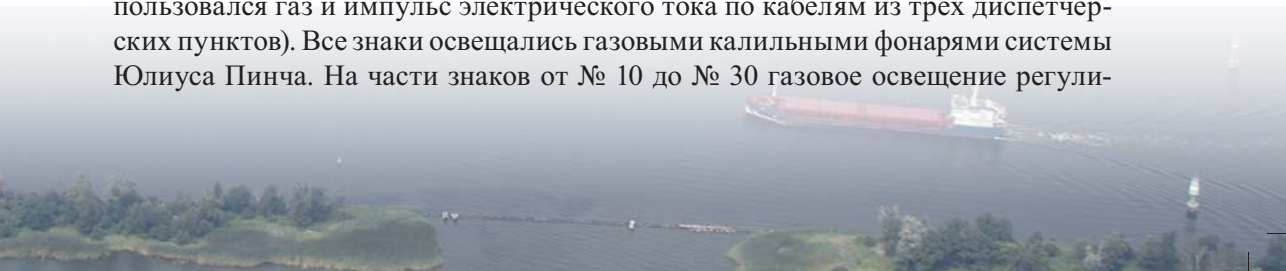 пользовался газ и импульс электрического тока по кабелям из трех диспетчер-
ских пунктов). Все знаки освещались газовыми калильными фонарями системы
Юлиуса Пинча. На части знаков от № 10 до № 30 газовое освещение регули-